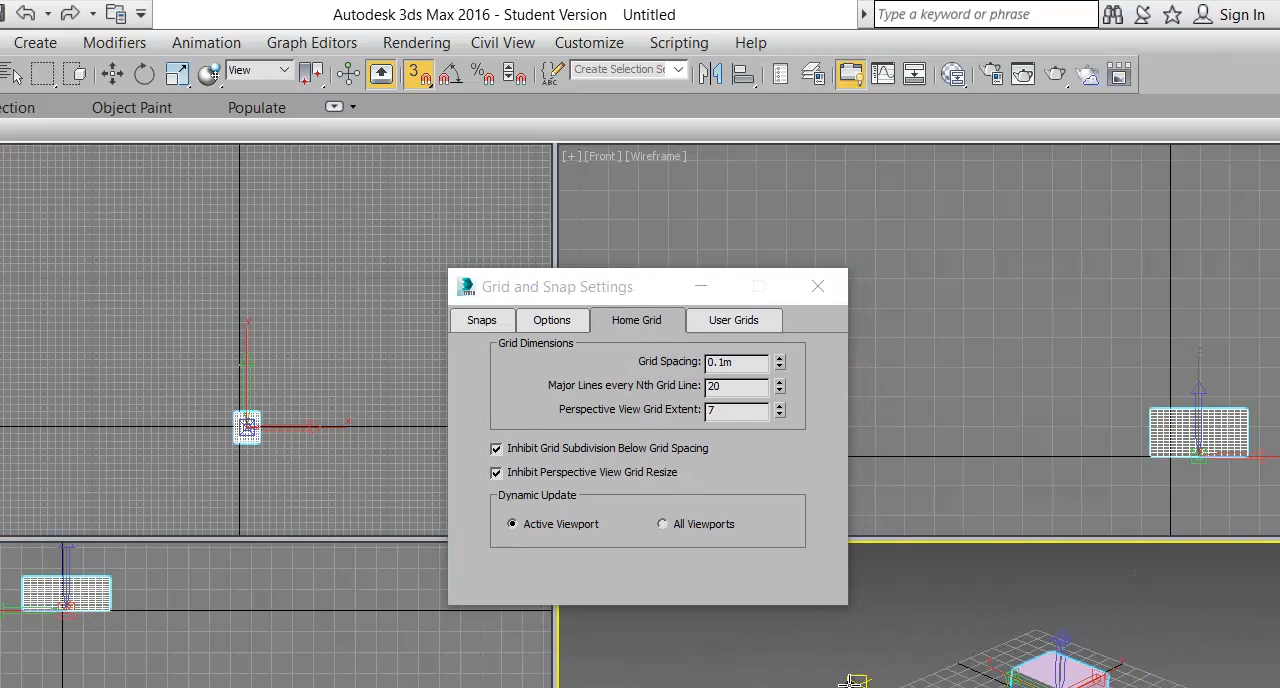 Autodesk 3ds Max 2016 - Student Version Untitled
Type a keyword or phrase
Sign In
Create Modifiers Animation Graph Editors Rendering Civil View Customize Scripting Help
View
3
%
ABC
Create Selection Se
ection Object Paint Populate
[+][Front][Wireframe]
Grid and Snap Settings
Snaps Options Home Grid User Grids
Grid Dimensions
Grid Spacing: 0.1m
Major Lines every Nth Grid Line: 20
Perspective View Grid Extent: 7
Inhibit Grid Subdivision Below Grid Spacing
Inhibit Perspective View Grid Resize
Dynamic Update
Active Viewport All Viewports
y
x